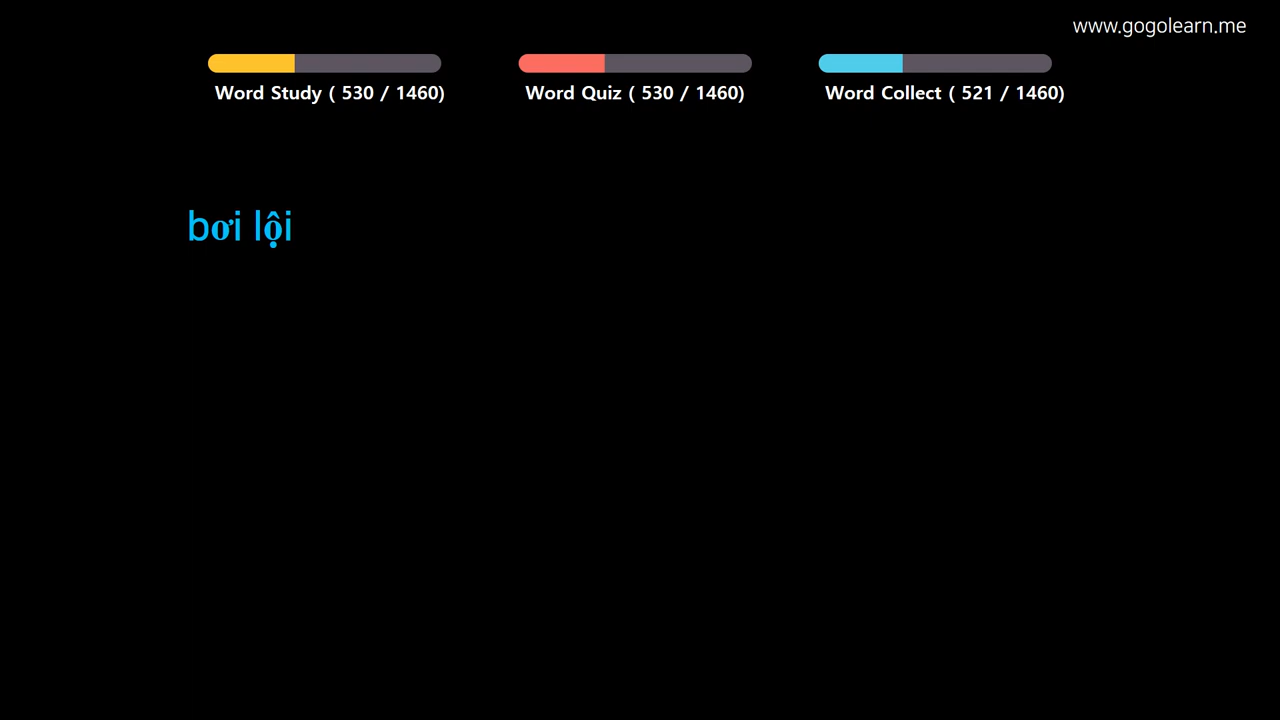 www.gogolearn.me
Word Study ( 530 / 1460)
Word Quiz ( 530 / 1460)
Word Collect ( 521 / 1460)
bơi lội